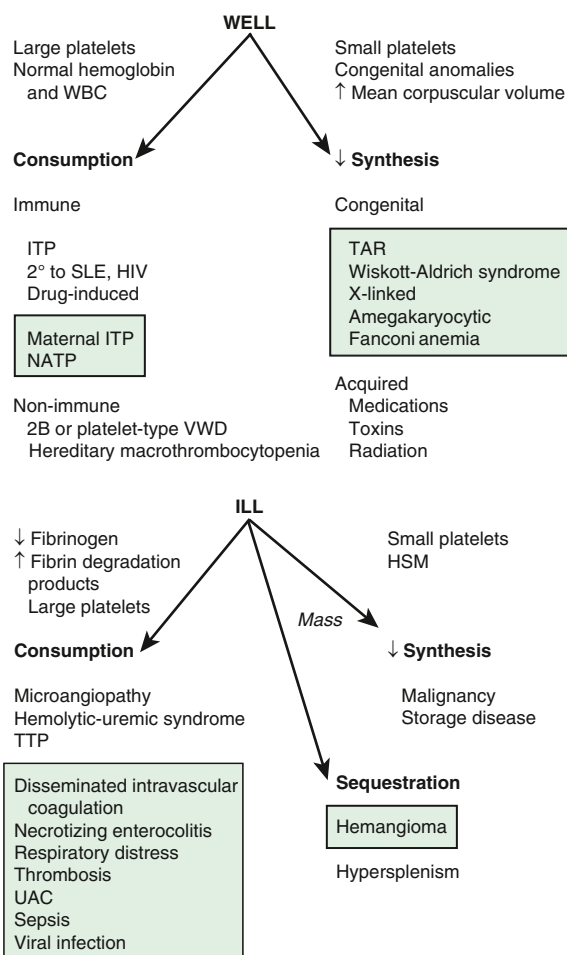 WELL
Large platelets
Normal hemoglobin
and WBC
Small platelets
Congenital anomalies
↑ Mean corpuscular volume
Consumption
Immune
ITP
2° to SLE, HIV
Drug-induced
Maternal ITP
NATP
Non-immune
2B or platelet-type VWD
Hereditary macrothrombocytopenia
↓ Synthesis
Congenital
TAR
Wiskott-Aldrich syndrome
X-linked
Amegakaryocytic
Fanconi anemia
Acquired
Medications
Toxins
Radiation
ILL
↓ Fibrinogen
↑ Fibrin degradation
products
Large platelets
Small platelets
HSM
Mass
Consumption
Microangiopathy
Hemolytic-uremic syndrome
TTP
Disseminated intravascular
coagulation
Necrotizing enterocolitis
Respiratory distress
Thrombosis
UAC
Sepsis
Viral infection
↓ Synthesis
Malignancy
Storage disease
Sequestration
Hemangioma
Hypersplenism